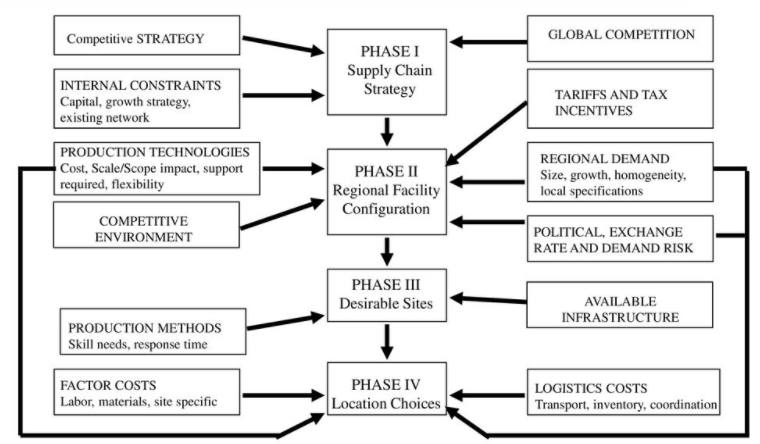 Competitive STRATEGY
PHASE I
Supply Chain
Strategy
GLOBAL COMPETITION
INTERNAL CONSTRAINTS
Capital, growth strategy,
existing network
TARIFFS AND TAX
INCENTIVES
PRODUCTION TECHNOLOGIES
Cost, Scale/Scope impact, support
required, flexibility
PHASE II
Regional Facility
Configuration
REGIONAL DEMAND
Size, growth, homogeneity,
local specifications
COMPETITIVE
ENVIRONMENT
POLITICAL, EXCHANGE
RATE AND DEMAND RISK
PHASE III
Desirable Sites
AVAILABLE
INFRASTRUCTURE
PRODUCTION METHODS
Skill needs, response time
FACTOR COSTS
Labor, materials, site specific
PHASE IV
Location Choices
LOGISTICS COSTS
Transport, inventory, coordination